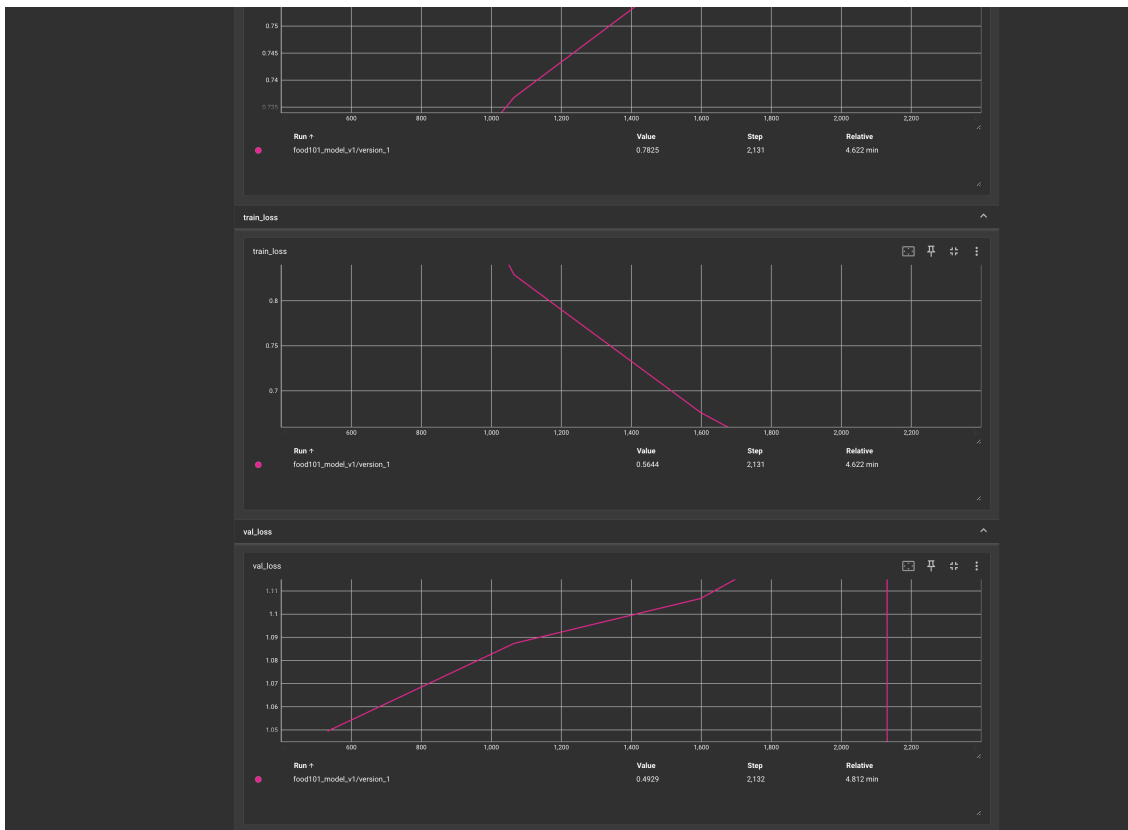 0.75
0.745
0.74
0.735
600 800 1,000 1,200 1,400 1,600 1,800 2,000 2,200
Run ↑ Value Step Relative
food101_model_v1/version_1 0.7825 2,131 4.622 min
train_loss
train_loss
0.8
0.75
0.7
600 800 1,000 1,200 1,400 1,600 1,800 2,000 2,200
Run ↑ Value Step Relative
food101_model_v1/version_1 0.5644 2,131 4.622 min
val_loss
val_loss
1.11
1.1
1.09
1.08
1.07
1.06
1.05
600 800 1,000 1,200 1,400 1,600 1,800 2,000 2,200
Run ↑ Value Step Relative
food101_model_v1/version_1 0.4929 2,132 4.812 min